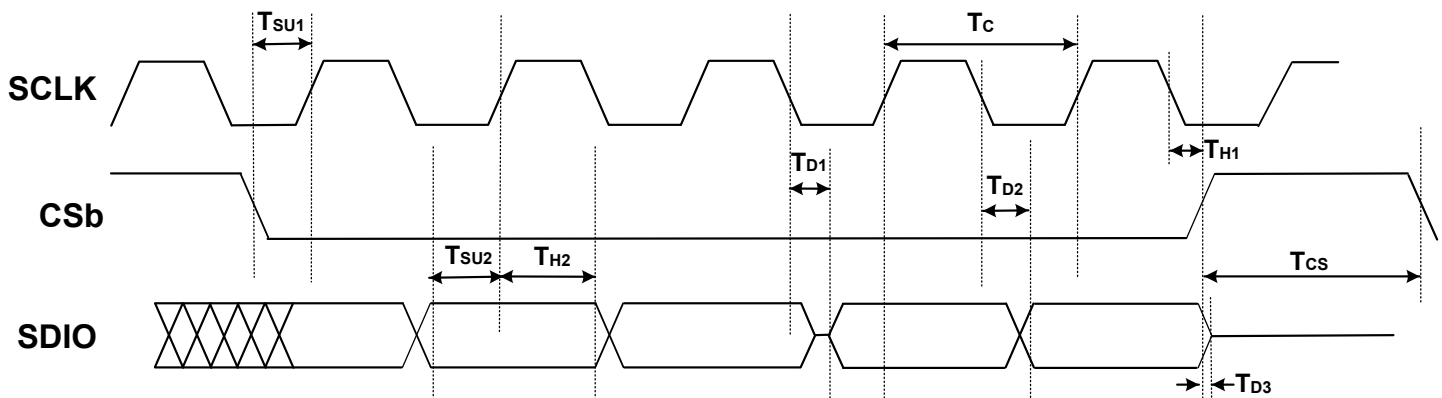 TSU1
TC
SCLK
TH1
TD1
TD2
CSb
TSU2
TH2
TCS
SDIO
TD3